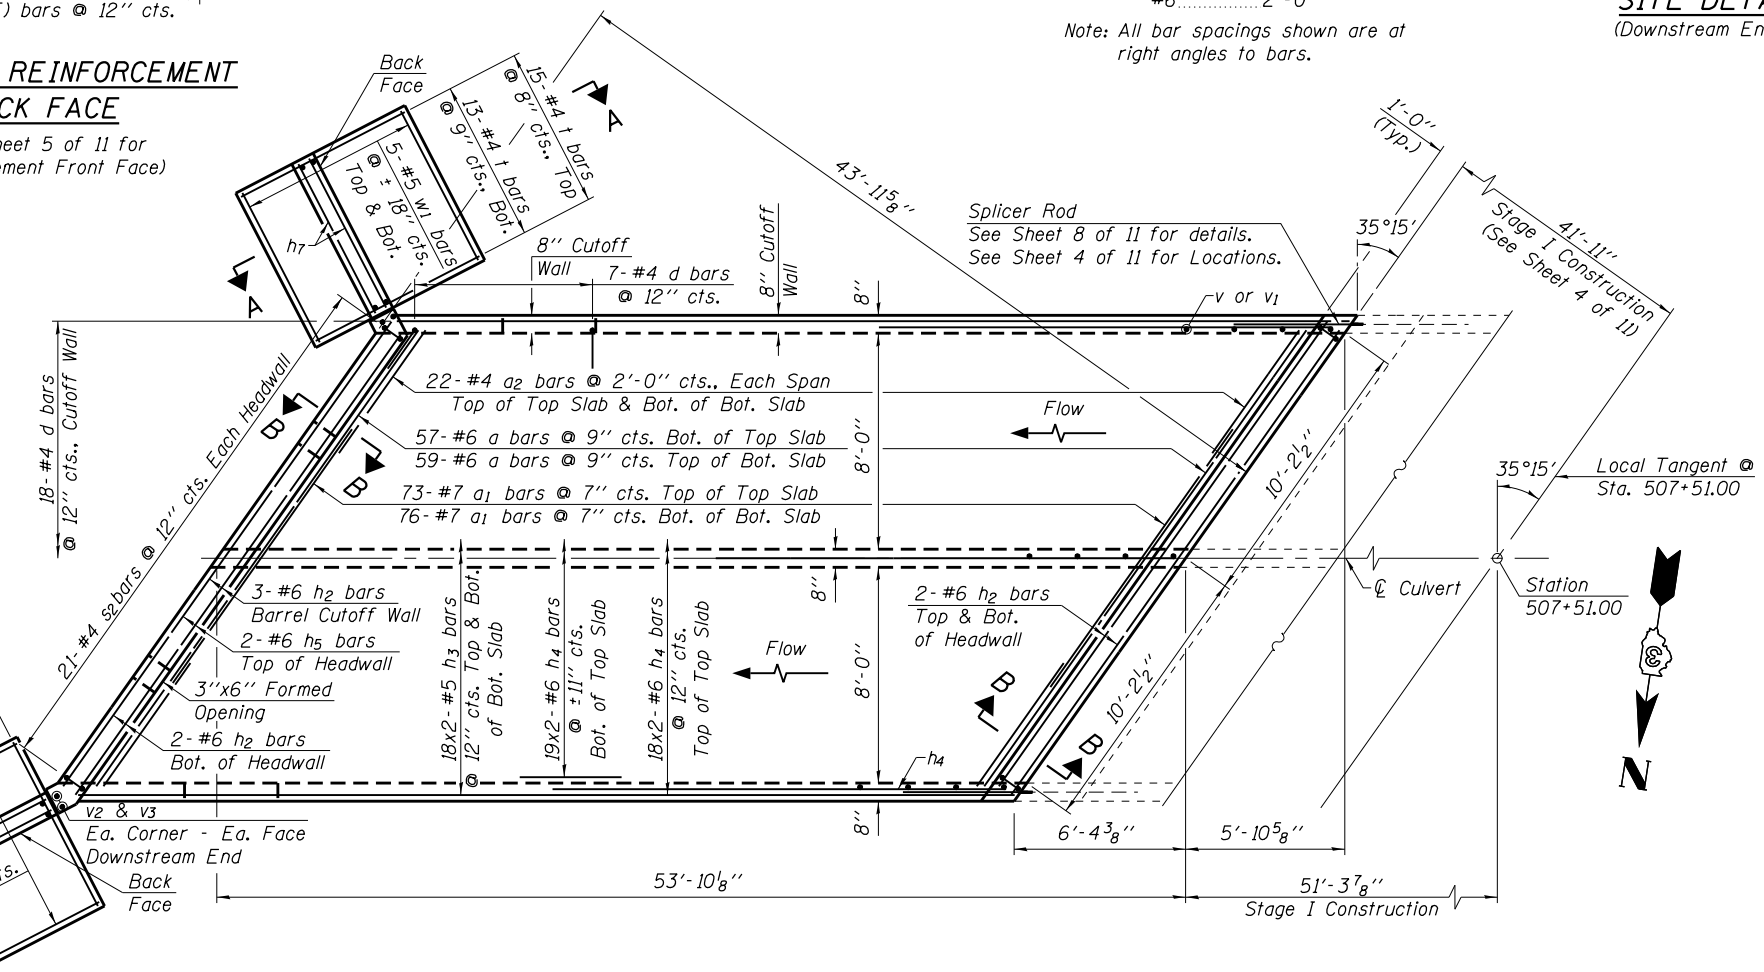 ) bars @ 12" cts.
#6.............2'-0"
Note: All bar spacings shown are at
right angles to bars.
(Downstream En
REINFORCEMENT
CK FACE
heet 5 of 11 for
ement Front Face)
Back
Face
15-#4 t bars
@ 8" cts., Top
13-#4 t bars
@ 9" cts., Bot.
5-#5 w1 bars
@ ± 18" cts.
Top & Bot.
h7
A
A
43'-11 5/8"
1'-0"
(Typ.)
41'-11"
Stage I Construction
(See Sheet 4 of 11)
35°15'
Splicer Rod
See Sheet 8 of 11 for details.
See Sheet 4 of 11 for Locations.
8" Cutoff
Wall
7-#4 d bars
@ 12" cts.
8" Cutoff
Wall
8"
v or v1
18-#4 d bars
@ 12" cts., Cutoff Wall
21-#4 s2 bars @ 12" cts. Each Headwall
22-#4 a2 bars @ 2'-0" cts., Each Span
Top of Top Slab & Bot. of Bot. Slab
57-#6 a bars @ 9" cts. Bot. of Top Slab
59-#6 a bars @ 9" cts. Top of Bot. Slab
73-#7 a1 bars @ 7" cts. Top of Top Slab
76-#7 a1 bars @ 7" cts. Bot. of Bot. Slab
B
B
8'-0"
Flow
10'-2 1/2"
35°15'
Local Tangent @
Sta. 507+51.00
3-#6 h2 bars
Barrel Cutoff Wall
2-#6 h5 bars
Top of Headwall
3"x6" Formed
Opening
2-#6 h2 bars
Bot. of Headwall
18x2-#5 h3 bars
@ 12" cts. Top & Bot.
of Bot. Slab
19x2-#6 h4 bars
@ ±11" cts.
Bot. of Top Slab
18x2-#6 h4 bars
@ 12" cts.
Top of Top Slab
8"
Flow
8'-0"
2-#6 h2 bars
Top & Bot.
of Headwall
℄ Culvert
Station
507+51.00
10'-2 1/2"
B
B
h4
N
v2 & v3
Ea. Corner - Ea. Face
Downstream End
Back
Face
8"
6'-4 3/8"
5'-10 5/8"
53'-10 1/8"
51'-3 7/8"
Stage I Construction